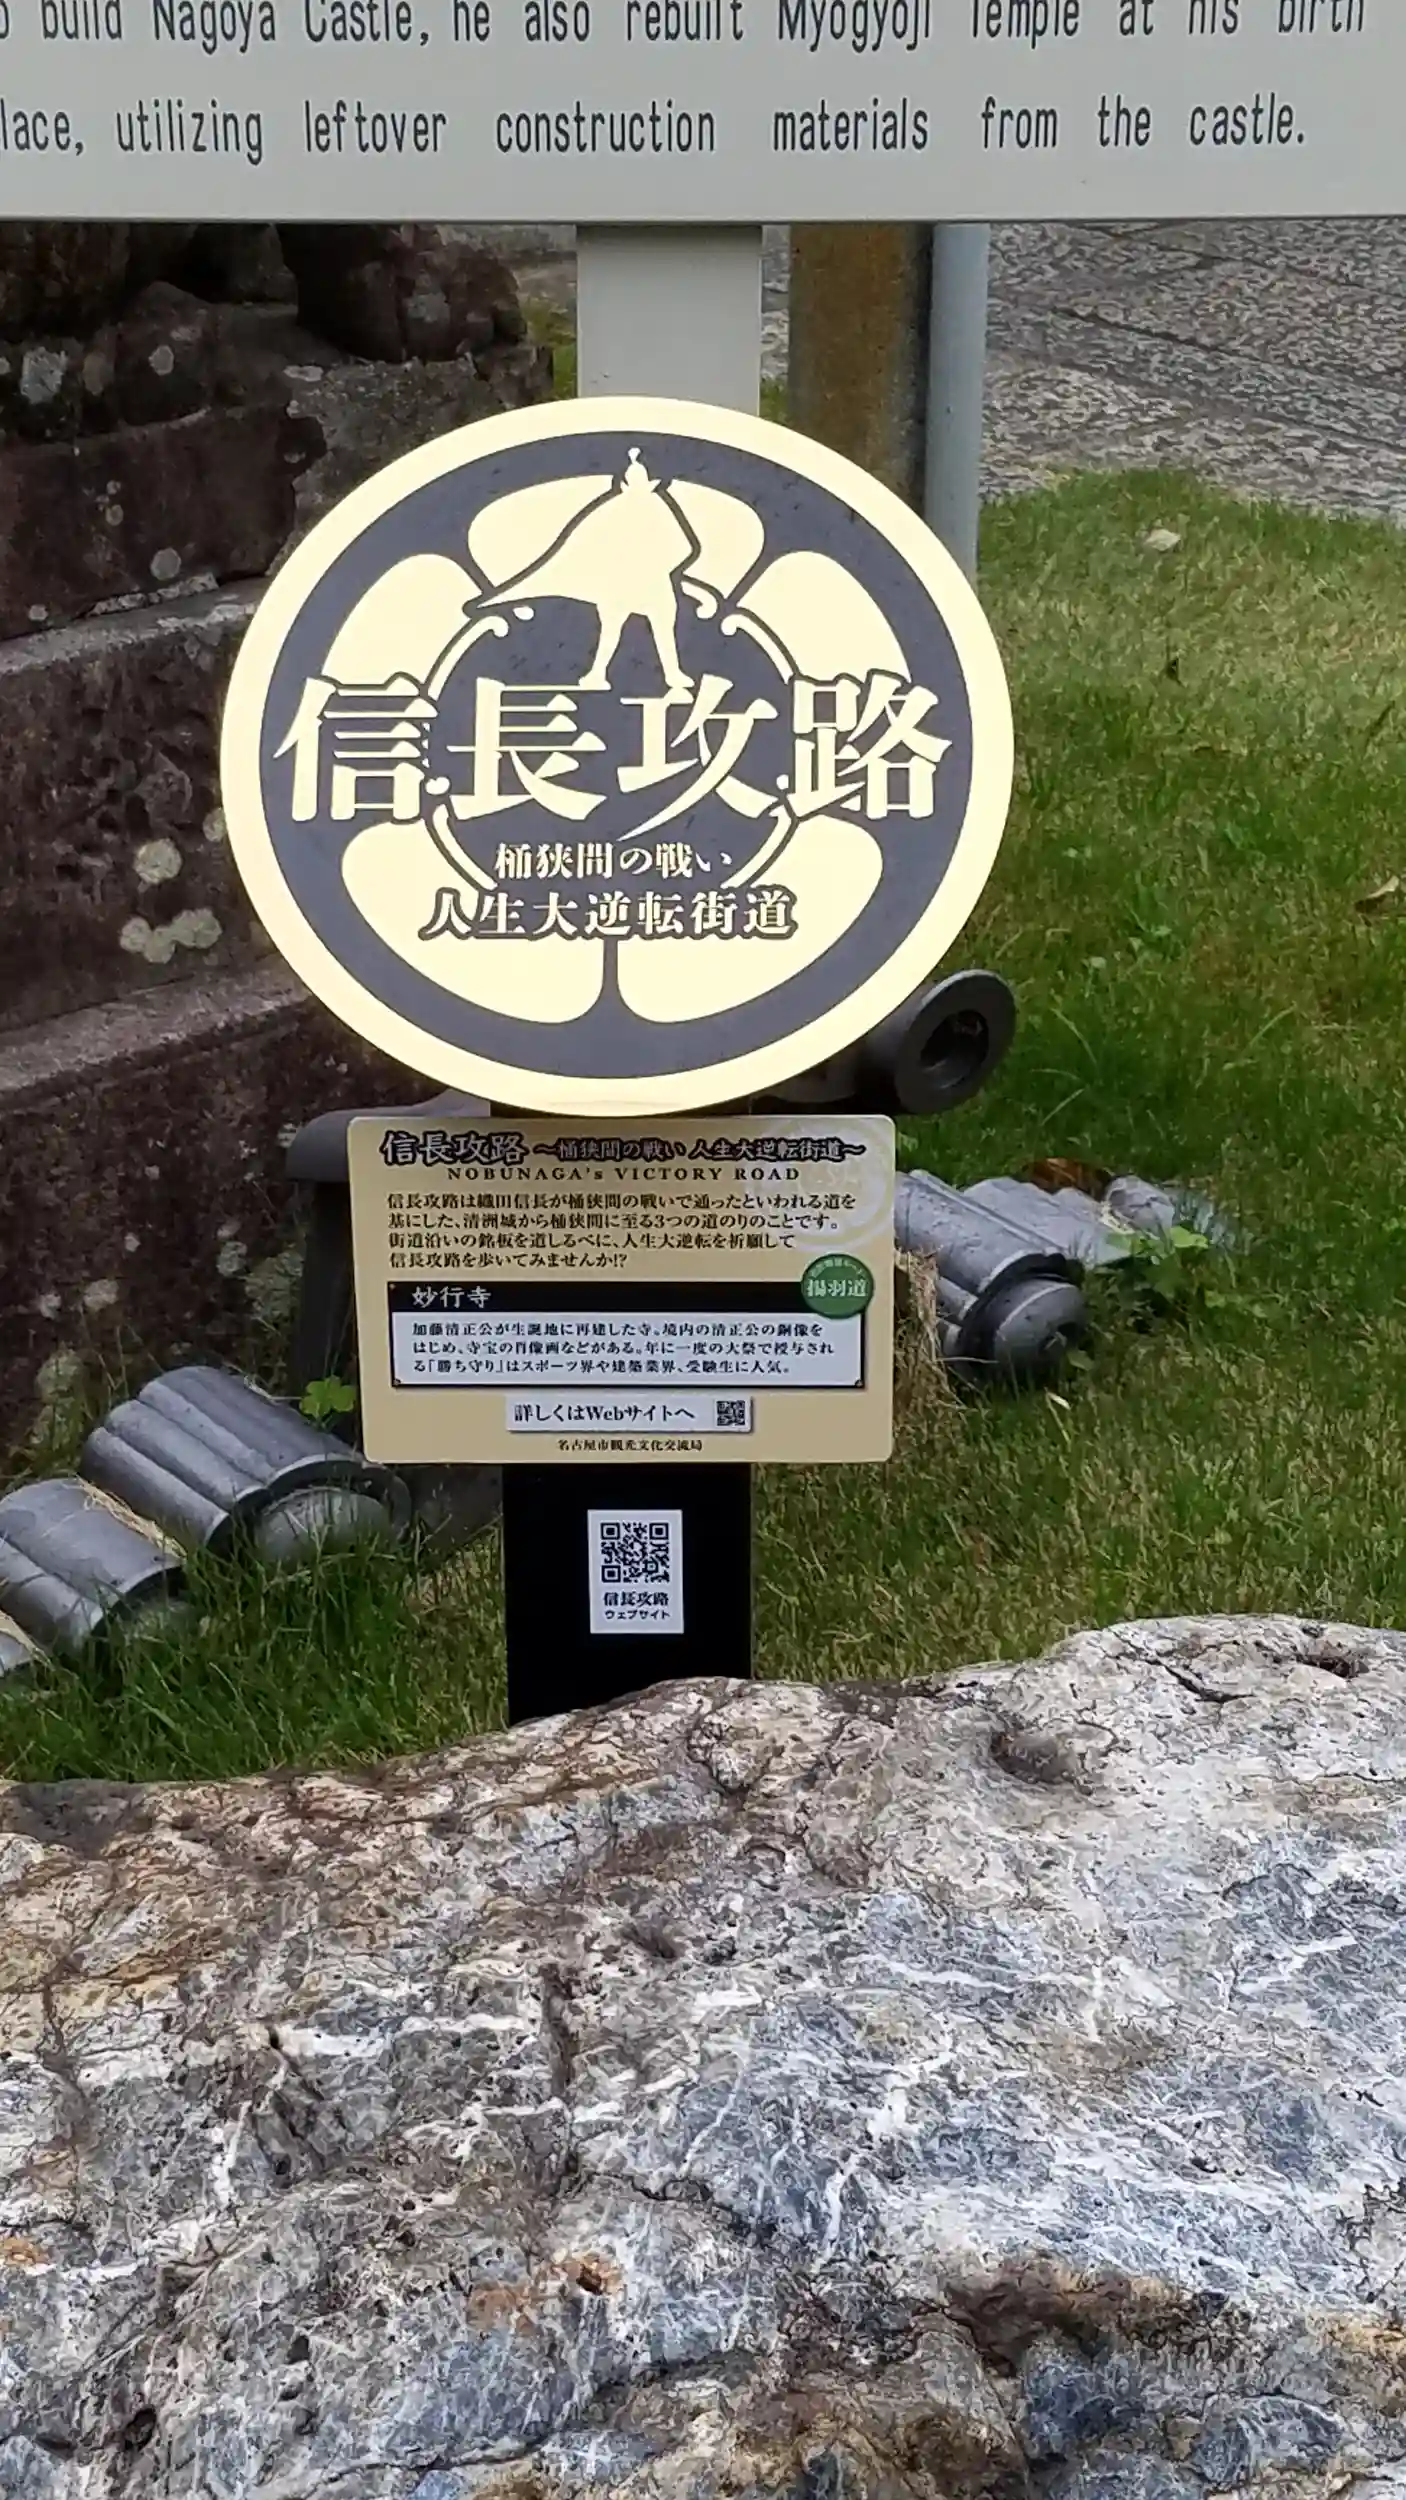 build Nagoya Castle, he also rebuilt Myogyoji Temple at his birth
lace, utilizing leftover construction materials from the castle.
信長攻路
桶狭間の戦い
人生大逆転街道
信長攻路 ～桶狭間の戦い 人生大逆転街道～
NOBUNAGA's VICTORY ROAD
信長攻路は織田信長が桶狭間の戦いで通ったといわれる道を
基にした、清洲城から桶狭間に至る3つの道のりのことです。
街道沿いの銘板を道しるべに、人生大逆転を祈願して
信長攻路を歩いてみませんか!?
揚羽道
妙行寺
加藤清正公が生誕地に再建した寺。境内の清正公の銅像を
はじめ、寺宝の肖像画などがある。年に一度の大祭で授与され
る「勝ち守り」はスポーツ界や建築業界、受験生に人気。
詳しくはWebサイトへ
名古屋市観光文化交流局
信長攻路
ウェブサイト